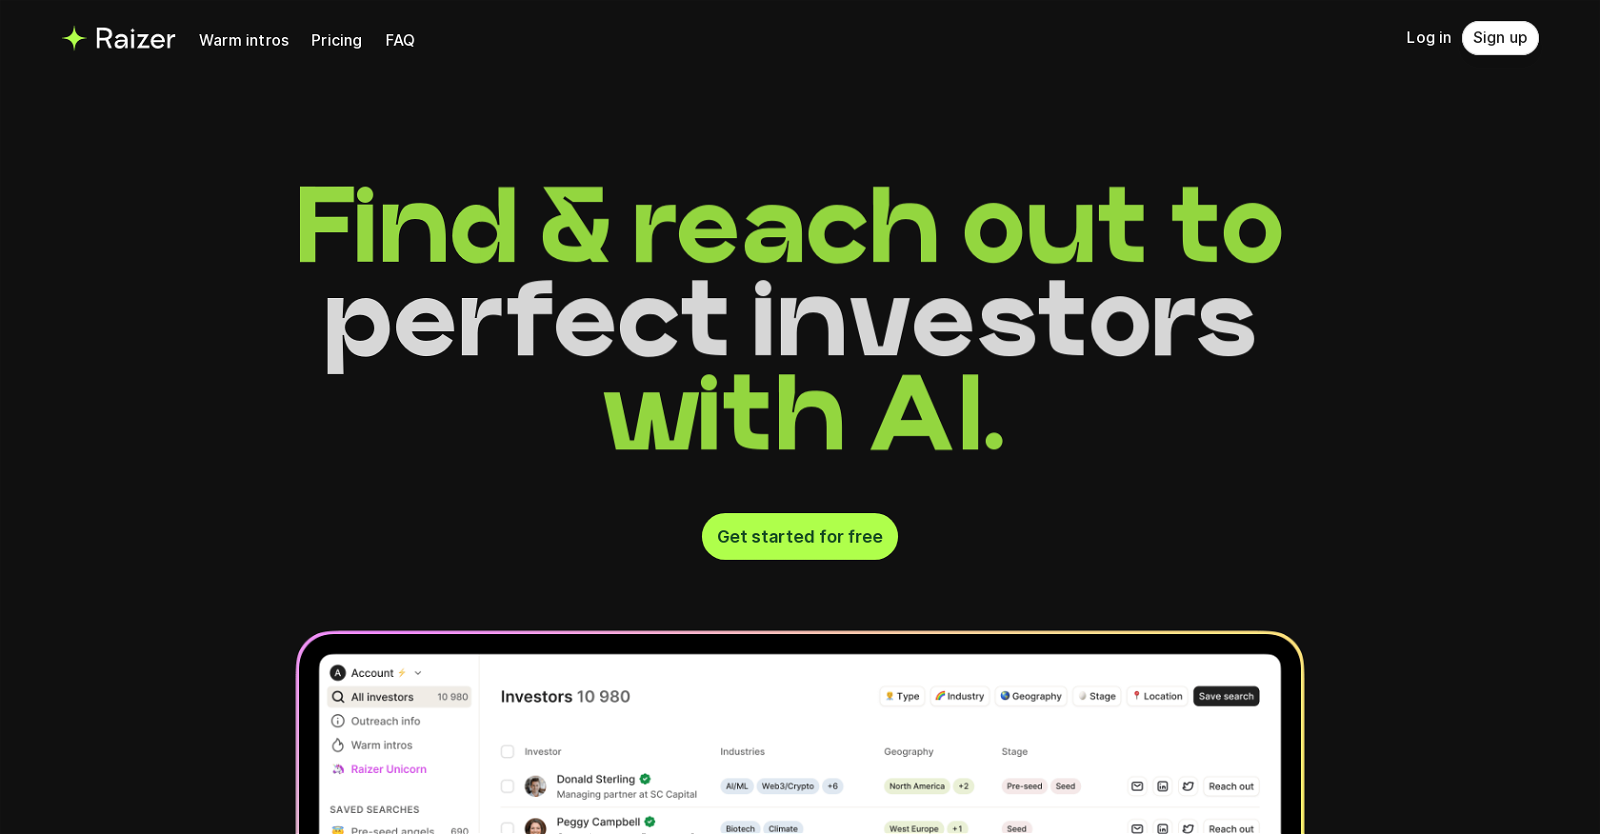 Raizer
Warm intros
Pricing
FAQ
Log in
Sign up
Find & reach out to
perfect investors
with AI.
Get started for free
A Account
All investors 10 980
Outreach info
Warm intros
Raizer Unicorn
SAVED SEARCHES
Pre-seed angels 690
Investors 10 980
Type
Industry
Geography
Stage
Location
Save search
Investor Industries Geography Stage
Donald Sterling
Managing partner at SC Capital
AI/ML Web3/Crypto +6
North America +2
Pre-seed Seed
Reach out
Peggy Campbell
Biotech Climate
West Europe +1
Seed
Reach out